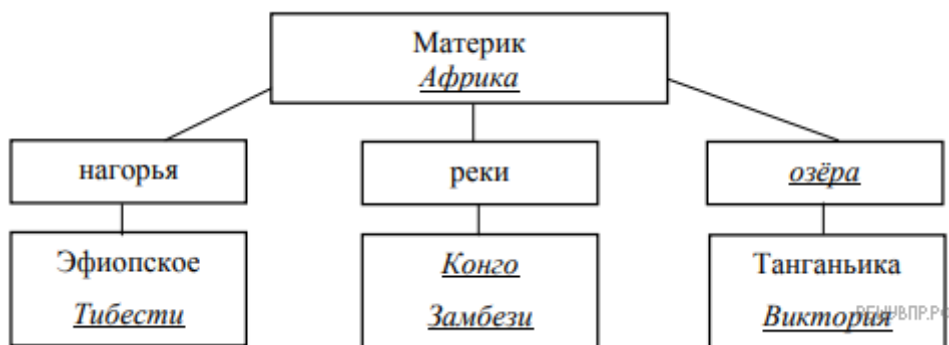 Материк
Африка
нагорья
реки
озёра
Эфиопское
Тибести
Конго
Замбези
Танганьика
Виктория